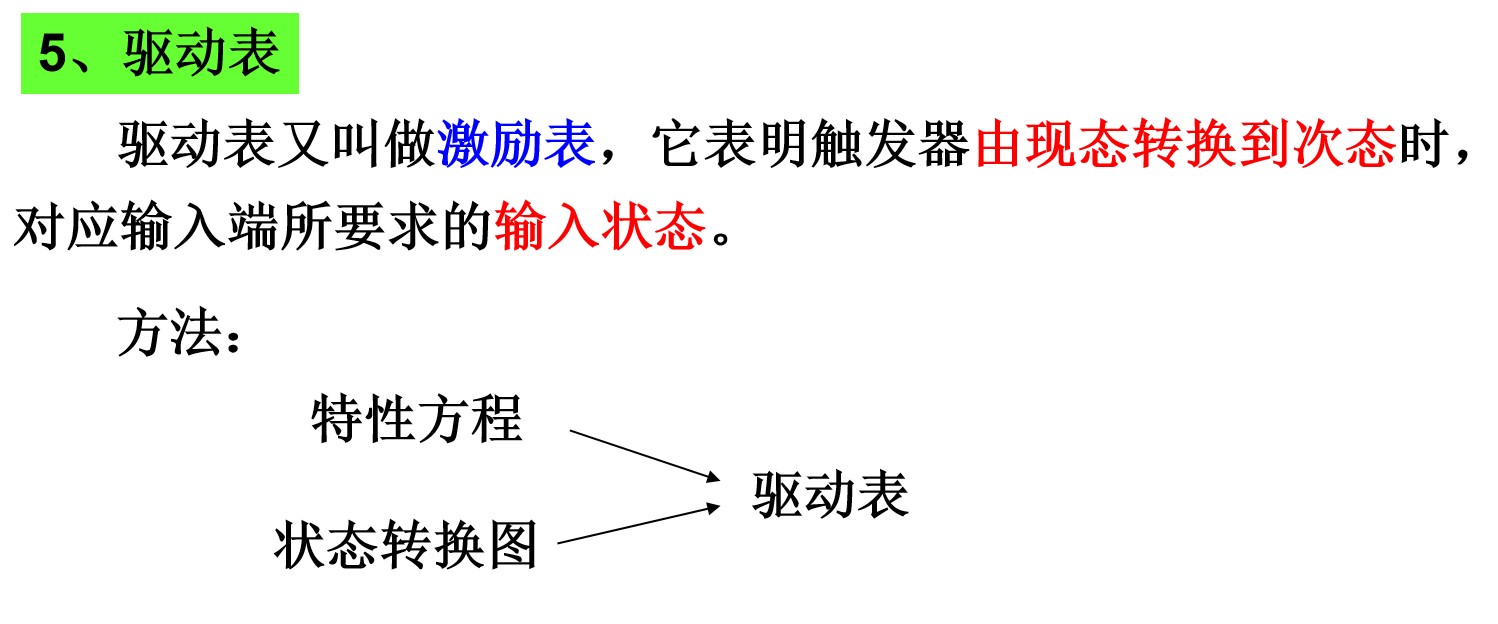 5、驱动表
驱动表又叫做激励表，它表明触发器由现态转换到次态时，
对应输入端所要求的输入状态。
方法：
特性方程
驱动表
状态转换图